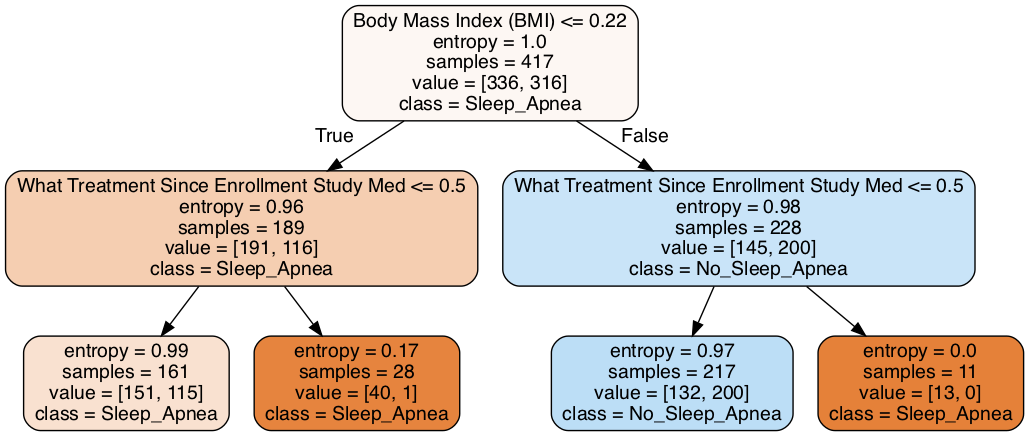 Body Mass Index (BMI) <= 0.22
entropy = 1.0
samples = 417
value = [336, 316]
class = Sleep_Apnea
True
False
What Treatment Since Enrollment Study Med <= 0.5
entropy = 0.96
samples = 189
value = [191, 116]
class = Sleep_Apnea
What Treatment Since Enrollment Study Med <= 0.5
entropy = 0.98
samples = 228
value = [145, 200]
class = No_Sleep_Apnea
entropy = 0.99
samples = 161
value = [151, 115]
class = Sleep_Apnea
entropy = 0.17
samples = 28
value = [40, 1]
class = Sleep_Apnea
entropy = 0.97
samples = 217
value = [132, 200]
class = No_Sleep_Apnea
entropy = 0.0
samples = 11
value = [13, 0]
class = Sleep_Apnea